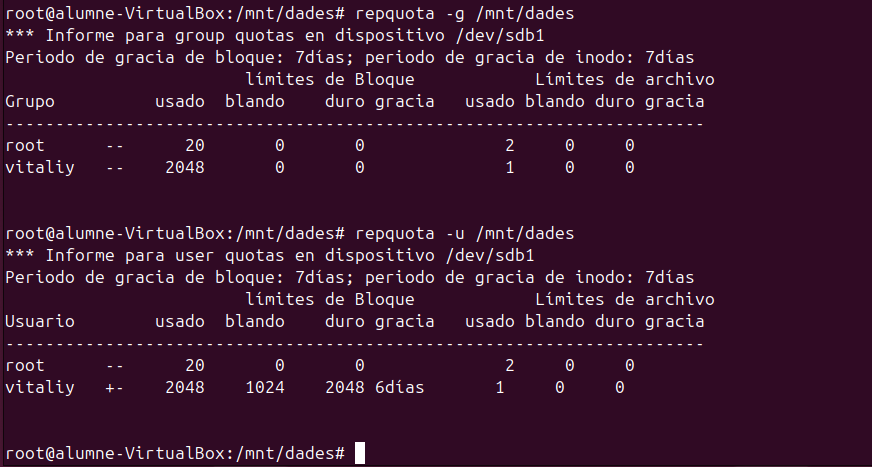 root@alumne-VirtualBox:/mnt/dades# repquota -g /mnt/dades
*** Informe para group quotas en dispositivo /dev/sdb1
Periodo de gracia de bloque: 7días; periodo de gracia de inodo: 7días
                        límites de Bloque            Límites de archivo
Grupo          usado  blando    duro gracia   usado blando duro gracia
----------------------------------------------------------------------
root      --      20       0       0              2     0    0
vitaliy   --    2048       0       0              1     0    0
root@alumne-VirtualBox:/mnt/dades# repquota -u /mnt/dades
*** Informe para user quotas en dispositivo /dev/sdb1
Periodo de gracia de bloque: 7días; periodo de gracia de inodo: 7días
                        límites de Bloque            Límites de archivo
Usuario        usado  blando    duro gracia   usado blando duro gracia
----------------------------------------------------------------------
root      --      20       0       0              2     0     0
vitaliy   +-    2048    1024    2048 6días       1     0     0
root@alumne-VirtualBox:/mnt/dades#